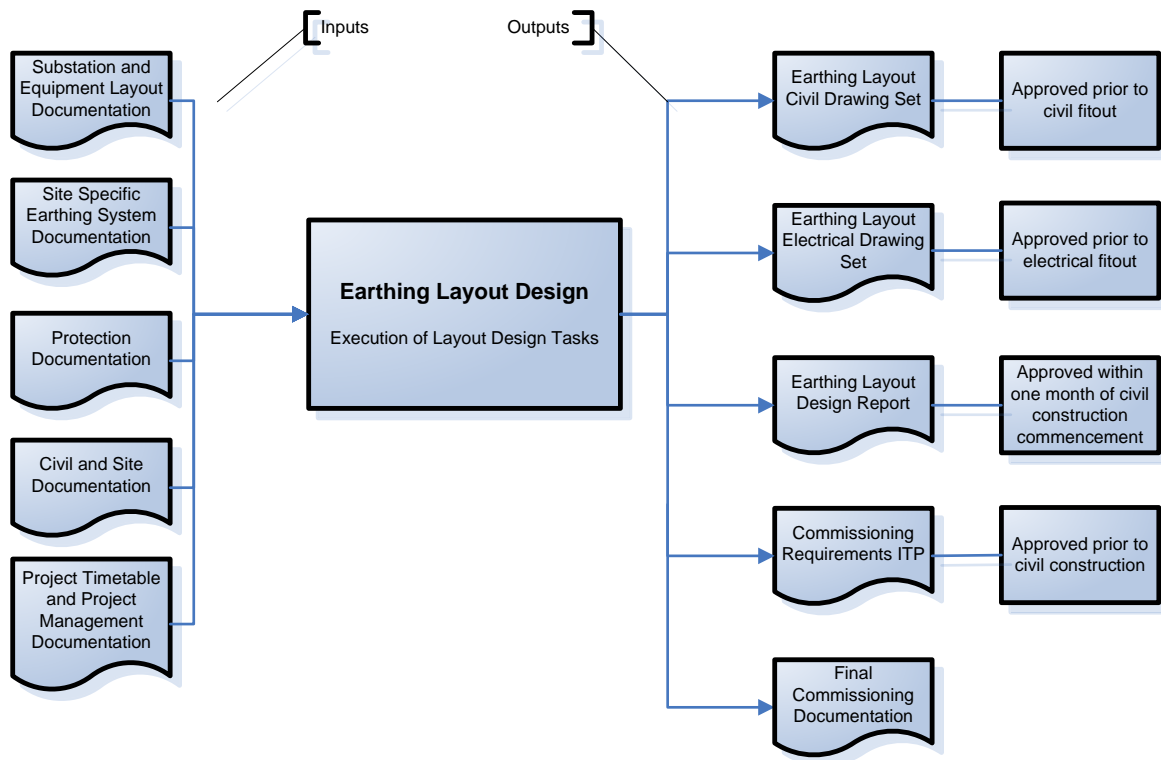 Inputs
Outputs
Substation and
Equipment Layout
Documentation
Site Specific
Earthing System
Documentation
Protection
Documentation
Civil and Site
Documentation
Project Timetable
and Project
Management
Documentation
Earthing Layout Design
Execution of Layout Design Tasks
Earthing Layout
Civil Drawing Set
Approved prior to
civil fitout
Earthing Layout
Electrical Drawing
Set
Approved prior to
electrical fitout
Earthing Layout
Design Report
Approved within
one month of civil
construction
commencement
Commissioning
Requirements ITP
Approved prior to
civil construction
Final
Commissioning
Documentation